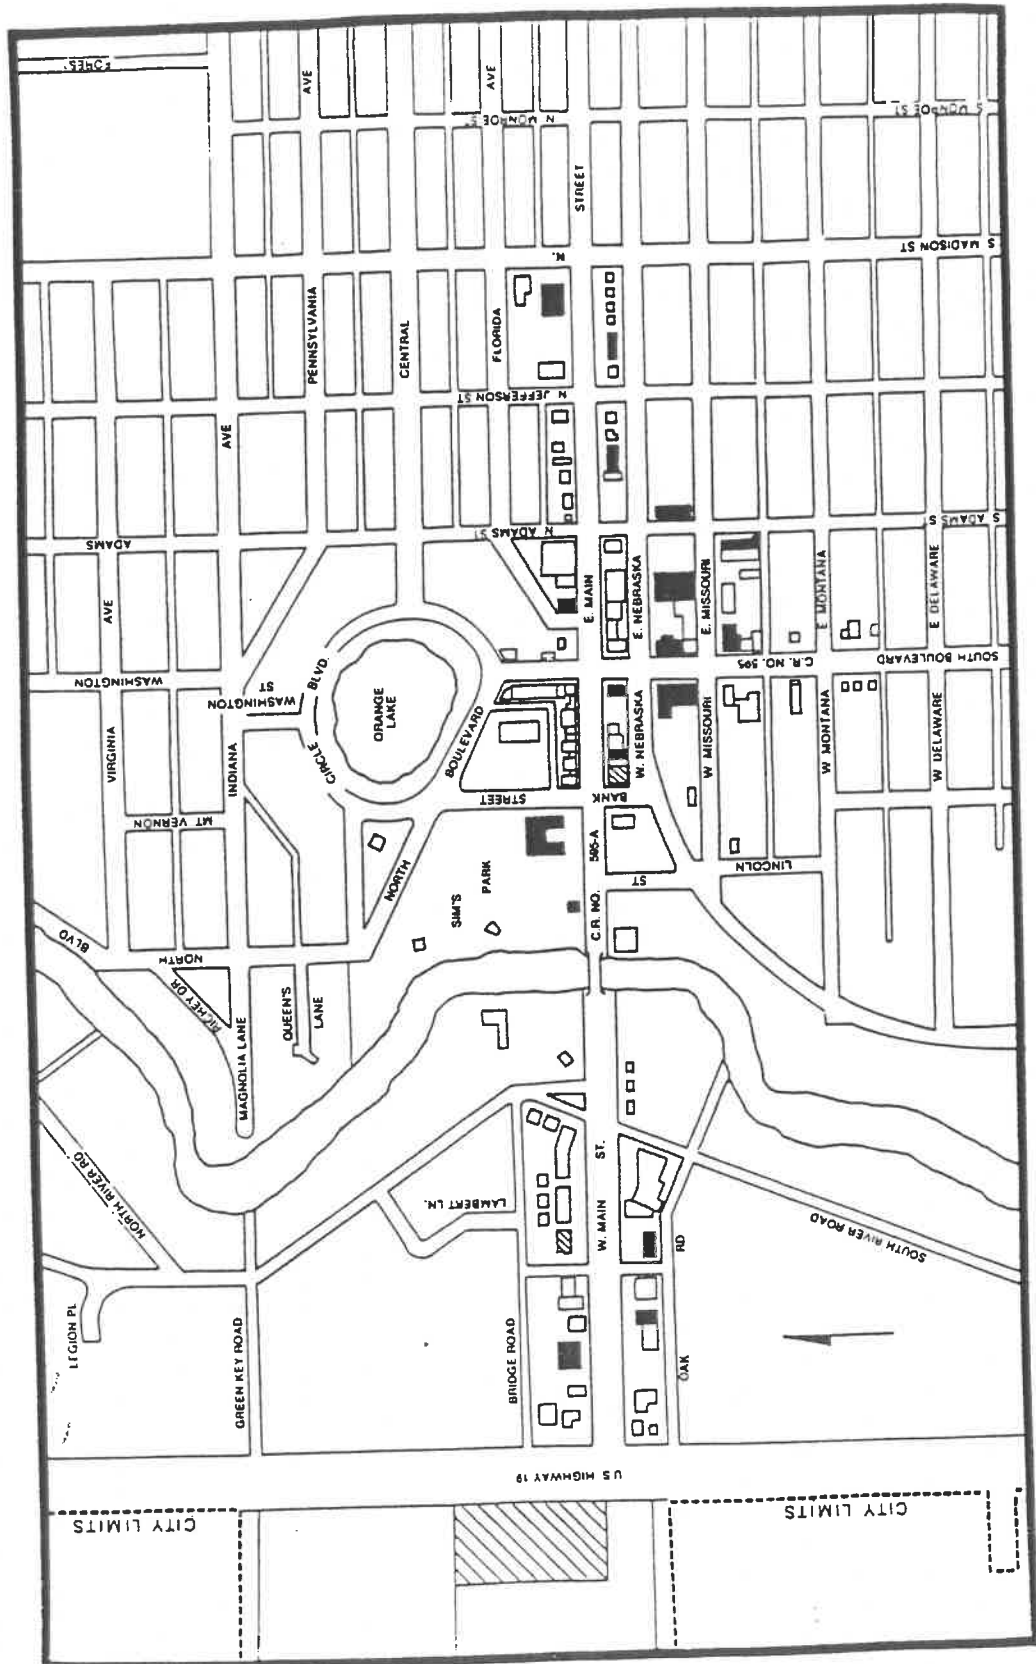 FORES
AVE
AVE
N MONROE ST
STREET
S MONROE ST
N.
S MADISON ST
PENNSYLVANIA
CENTRAL
FLORIDA
N JEFFERSON ST
AVE
ADAMS
N. ADAMS ST
S ADAMS ST
AVE
WASHINGTON
WASHINGTON
ST
CIRCLE BLVD.
ORANGE
LAKE
E. MAIN
E. NEBRASKA
E. MISSOURI
E MONTANA
E DELAWARE
C.R. NO. 595
SOUTH BOULEVARD
VIRGINIA
INDIANA
BOULEVARD
W. NEBRASKA
W MISSOURI
W MONTANA
W DELAWARE
MT VERNON
STREET
BANK
NORTH
SIM'S
PARK
C.R. NO. 595-A
ST
LINCOLN
BLVD
NORTH
RICHEY DR
MAGNOLIA LANE
QUEEN'S
LANE
NORTH RIVER RD
LAMBERT LN.
W. MAIN ST.
RD
SOUTH RIVER ROAD
LEGION PL
GREEN KEY ROAD
BRIDGE ROAD
OAK
U.S HIGHWAY 19
CITY LIMITS
CITY LIMITS